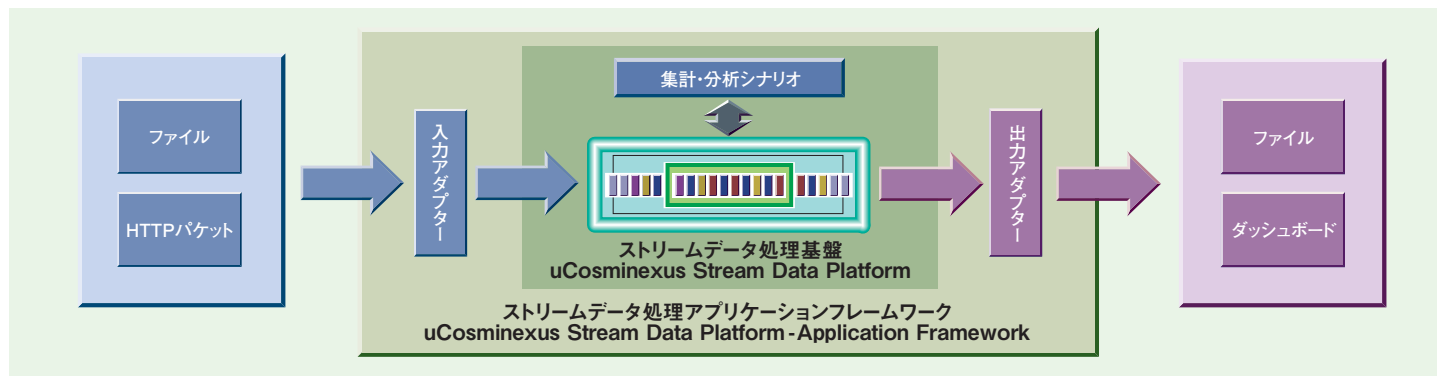 ファイル
HTTPパケット
入力アダプター
集計・分析シナリオ
ストリームデータ処理基盤
uCosminexus Stream Data Platform
ストリームデータ処理アプリケーションフレームワーク
uCosminexus Stream Data Platform - Application Framework
出力アダプター
ファイル
ダッシュボード